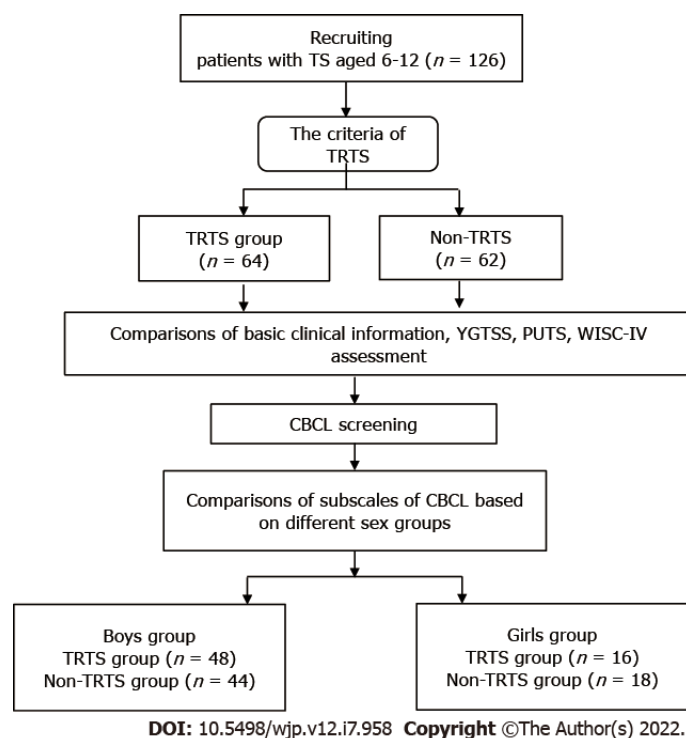 Recruiting
patients with TS aged 6-12 (n = 126)
The criteria of
TRTS
TRTS group
(n = 64)
Non-TRTS
(n = 62)
Comparisons of basic clinical information, YGTSS, PUTS, WISC-IV
assessment
CBCL screening
Comparisons of subscales of CBCL based
on different sex groups
Boys group
TRTS group (n = 48)
Non-TRTS group (n = 44)
Girls group
TRTS group (n = 16)
Non-TRTS group (n = 18)
DOI: 10.5498/wjp.v12.i7.958 Copyright ©The Author(s) 2022.